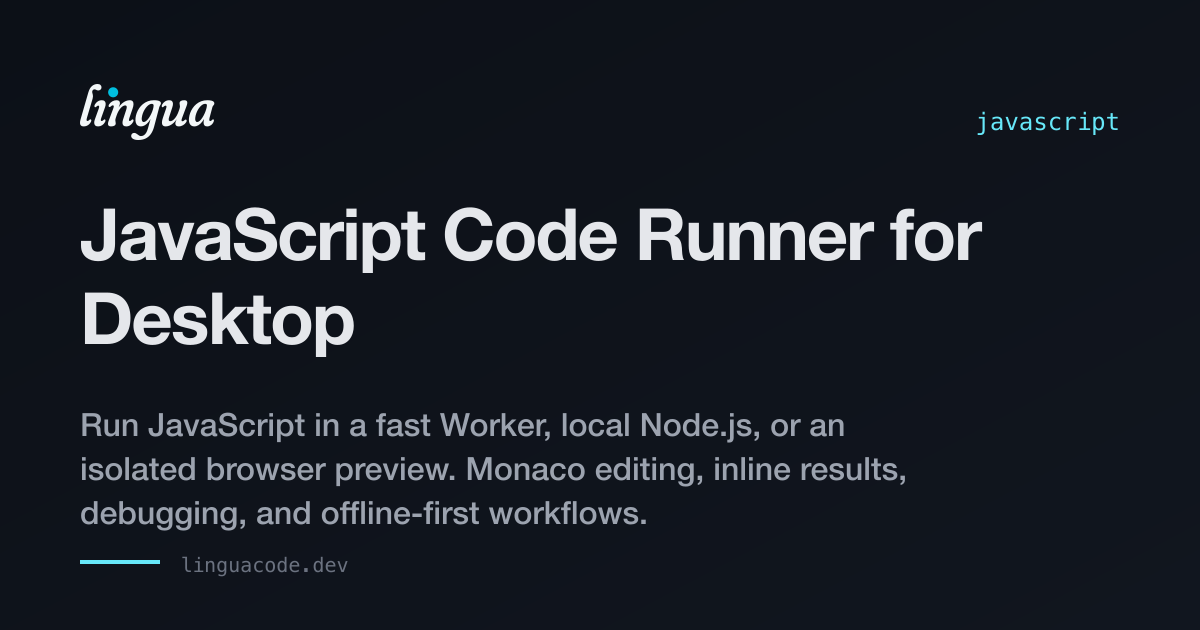 lingua
javascript
JavaScript Code Runner for
Desktop
Run JavaScript in a fast Worker, local Node.js, or an
isolated browser preview. Monaco editing, inline results,
debugging, and offline-first workflows.
linguacode.dev